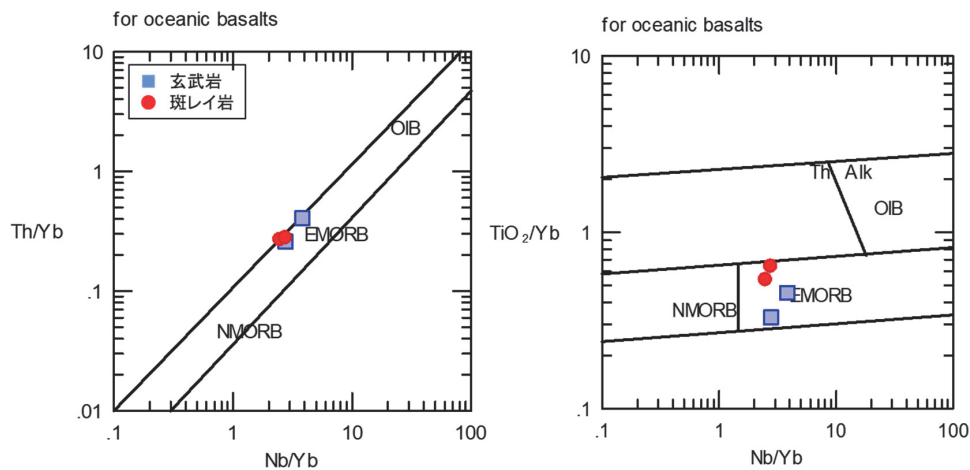 for oceanic basalts
10
1
.1
.01
Th/Yb
玄武岩
斑レイ岩
OIB
EMORB
NMORB
.1
1
10
100
Nb/Yb
for oceanic basalts
10
1
.1
TiO₂/Yb
Th
Alk
OIB
EMORB
NMORB
.1
1
10
100
Nb/Yb